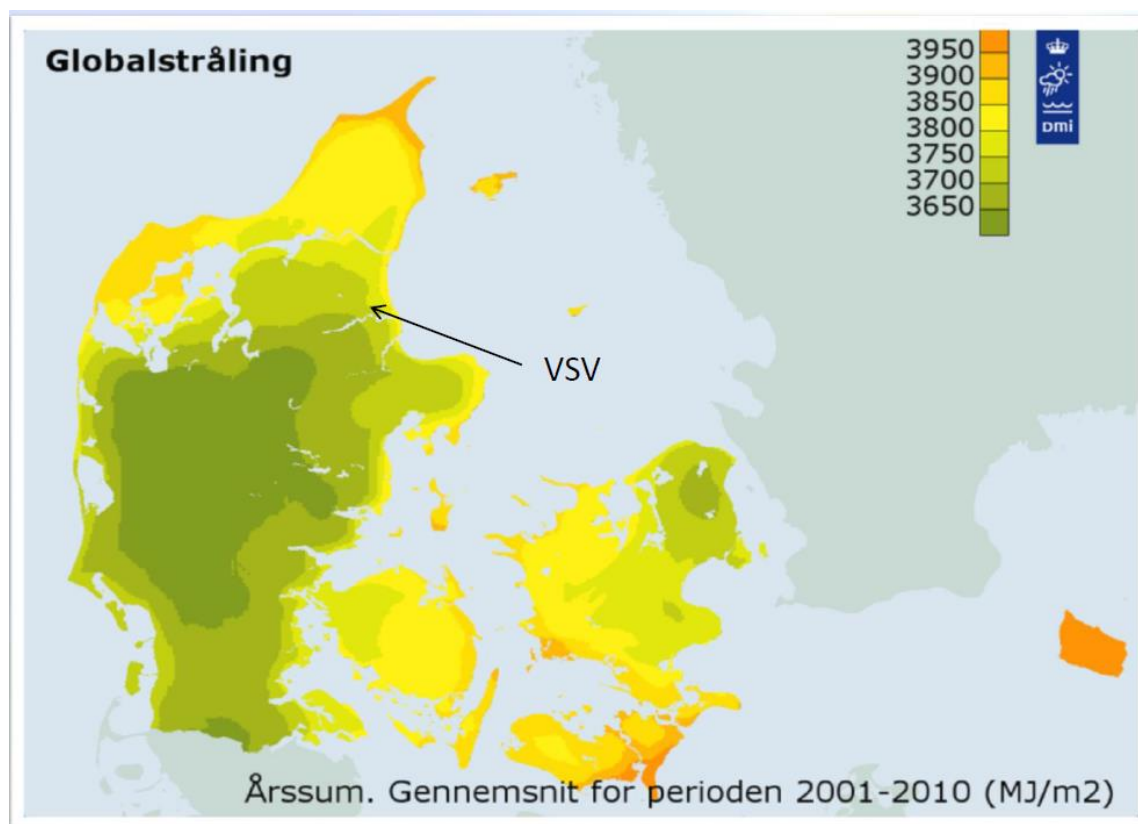 Globalstråling
3950
3900
3850
3800
3750
3700
3650
DMi
VSV
Årssum. Gennemsnit for perioden 2001-2010 (MJ/m2)